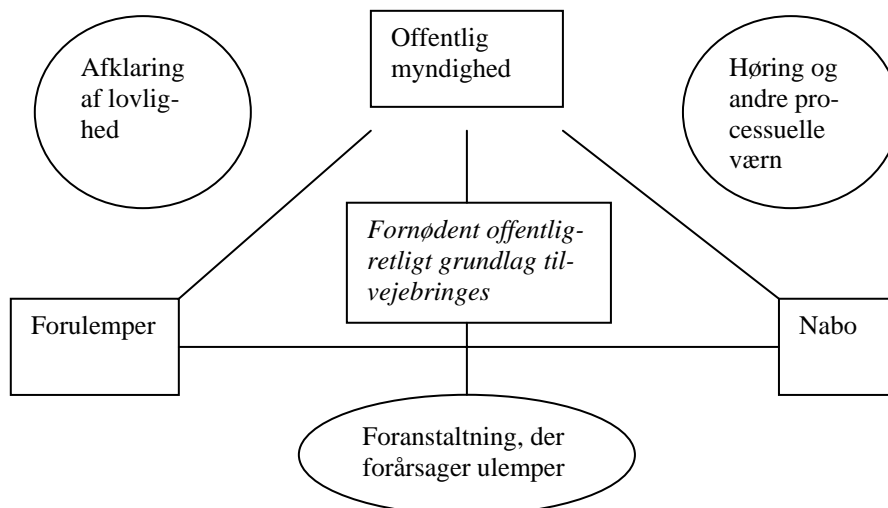 Offentlig
myndighed
Afklaring
af lovlig-
hed
Høring og
andre pro-
cessuelle
værn
Fornødent offentlig-
retligt grundlag til-
vejebringes
Forulemper
Nabo
Foranstaltning, der
forårsager ulemper